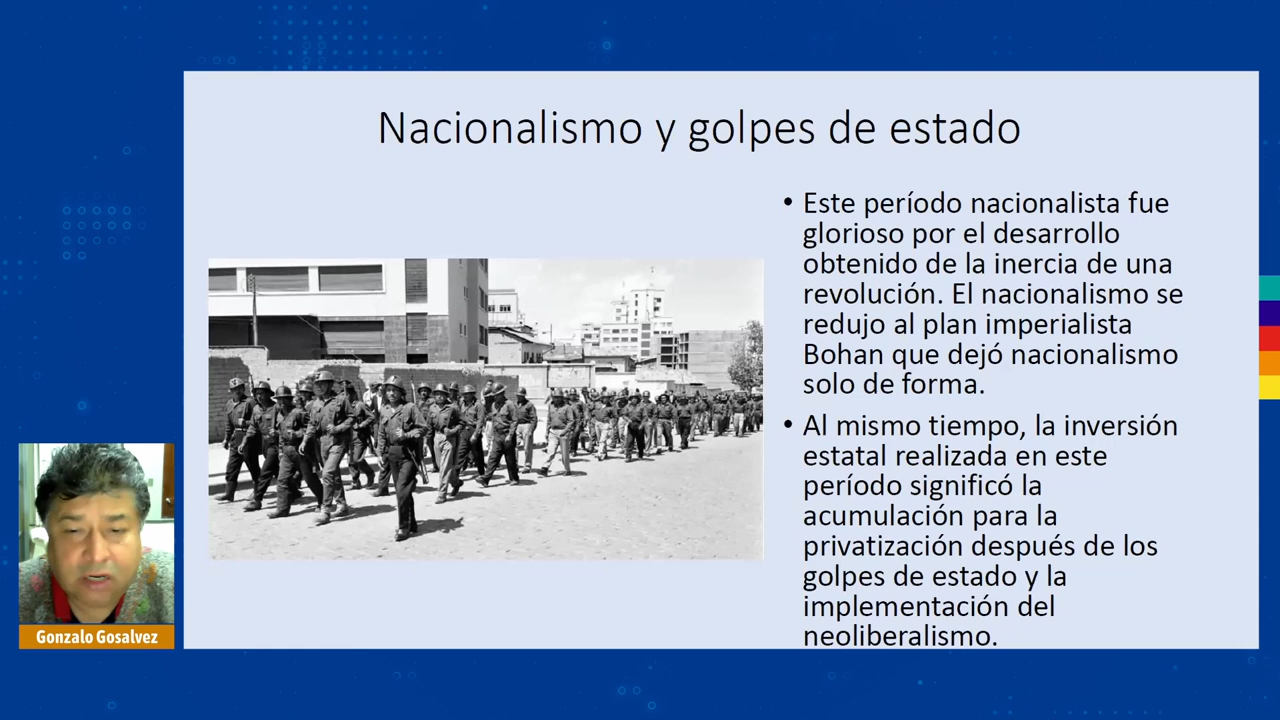 Nacionalismo y golpes de estado
• Este período nacionalista fue
glorioso por el desarrollo
obtenido de la inercia de una
revolución. El nacionalismo se
redujo al plan imperialista
Bohan que dejó nacionalismo
solo de forma.
• Al mismo tiempo, la inversión
estatal realizada en este
período significó la
acumulación para la
privatización después de los
golpes de estado y la
implementación del
neoliberalismo.
Gonzalo Gosalvez